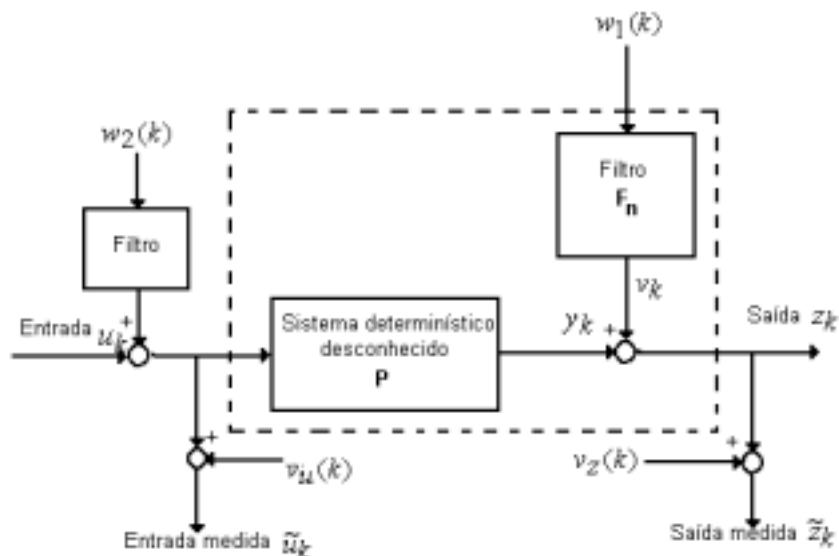 w₁(k)
w₂(k)
Filtro
Fₙ
Filtro
vₖ
Entrada uₖ
Sistema determinístico
desconhecido
P
yₖ
Saída zₖ
+
+
+
+
vᵤ(k)
v_z(k)
Entrada medida ũₖ
Saída medida z̃ₖ